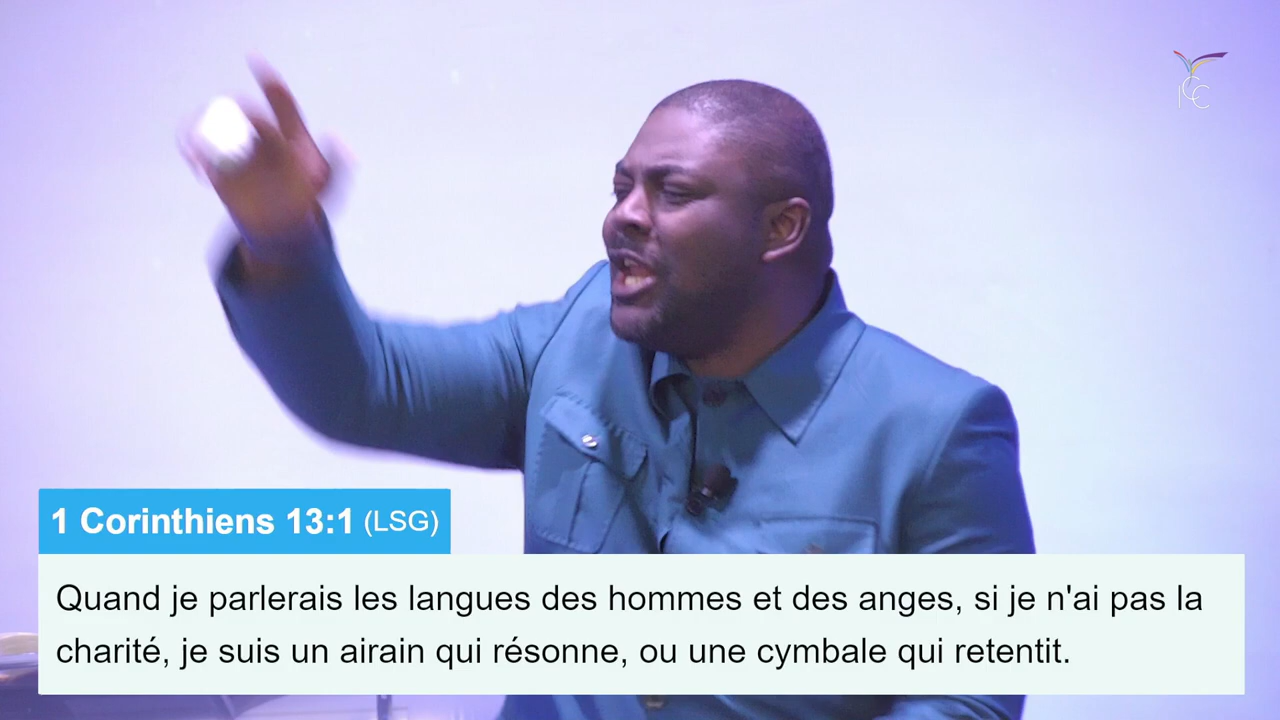 ICC
1 Corinthiens 13:1 (LSG)
Quand je parlerais les langues des hommes et des anges, si je n'ai pas la
charité, je suis un airain qui résonne, ou une cymbale qui retentit.